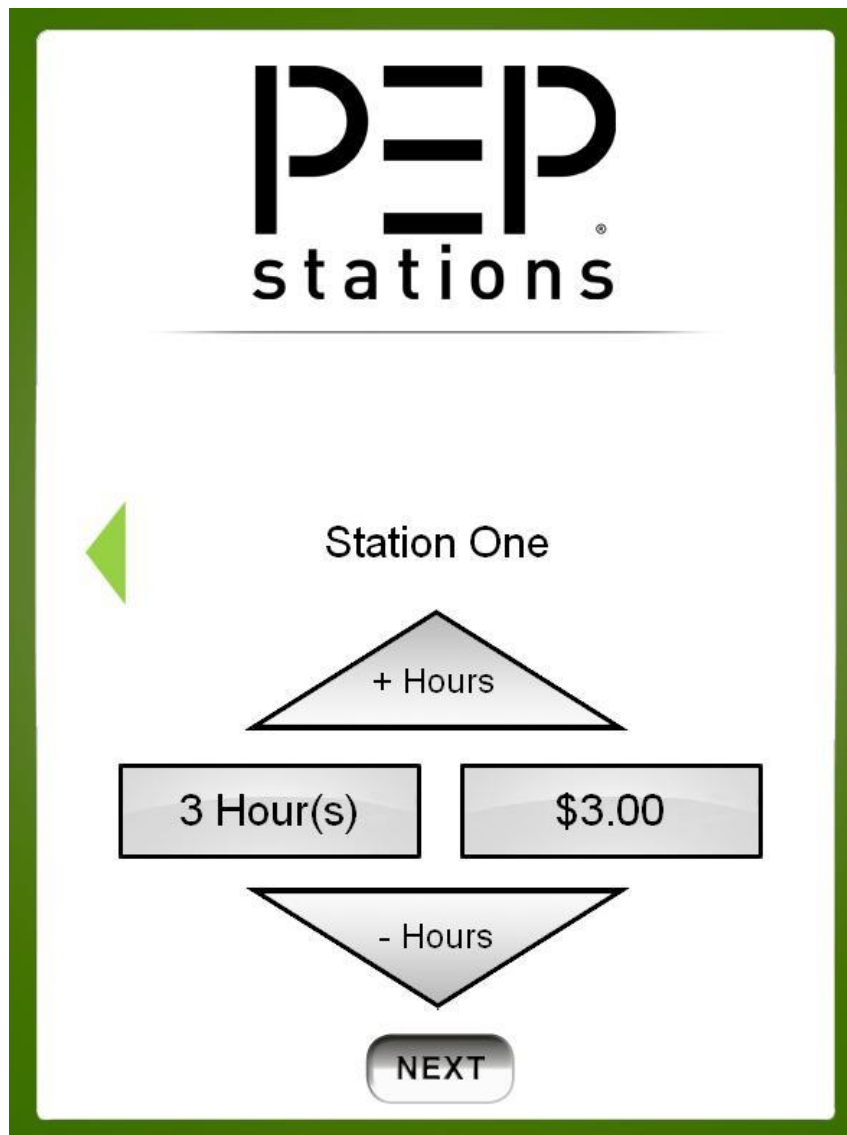 PEP®
stations
Station One
+ Hours
3 Hour(s) $3.00
- Hours
NEXT